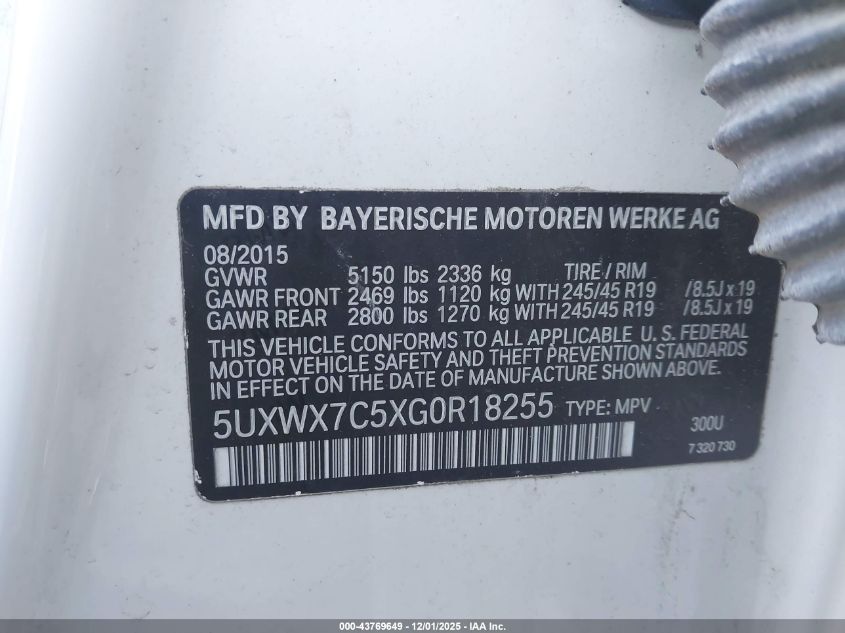 MFD BY BAYERISCHE MOTOREN WERKE AG
08/2015
GVWR 5150 lbs 2336 kg TIRE / RIM
GAWR FRONT 2469 lbs 1120 kg WITH 245/45 R19 /8.5J x 19
GAWR REAR 2800 lbs 1270 kg WITH 245/45 R19 /8.5J x 19
THIS VEHICLE CONFORMS TO ALL APPLICABLE U. S. FEDERAL
MOTOR VEHICLE SAFETY AND THEFT PREVENTION STANDARDS
IN EFFECT ON THE DATE OF MANUFACTURE SHOWN ABOVE.
5UXWX7C5XG0R18255 TYPE: MPV
300U
7 320 730
000-43769649 - 12/01/2025 - IAA Inc.